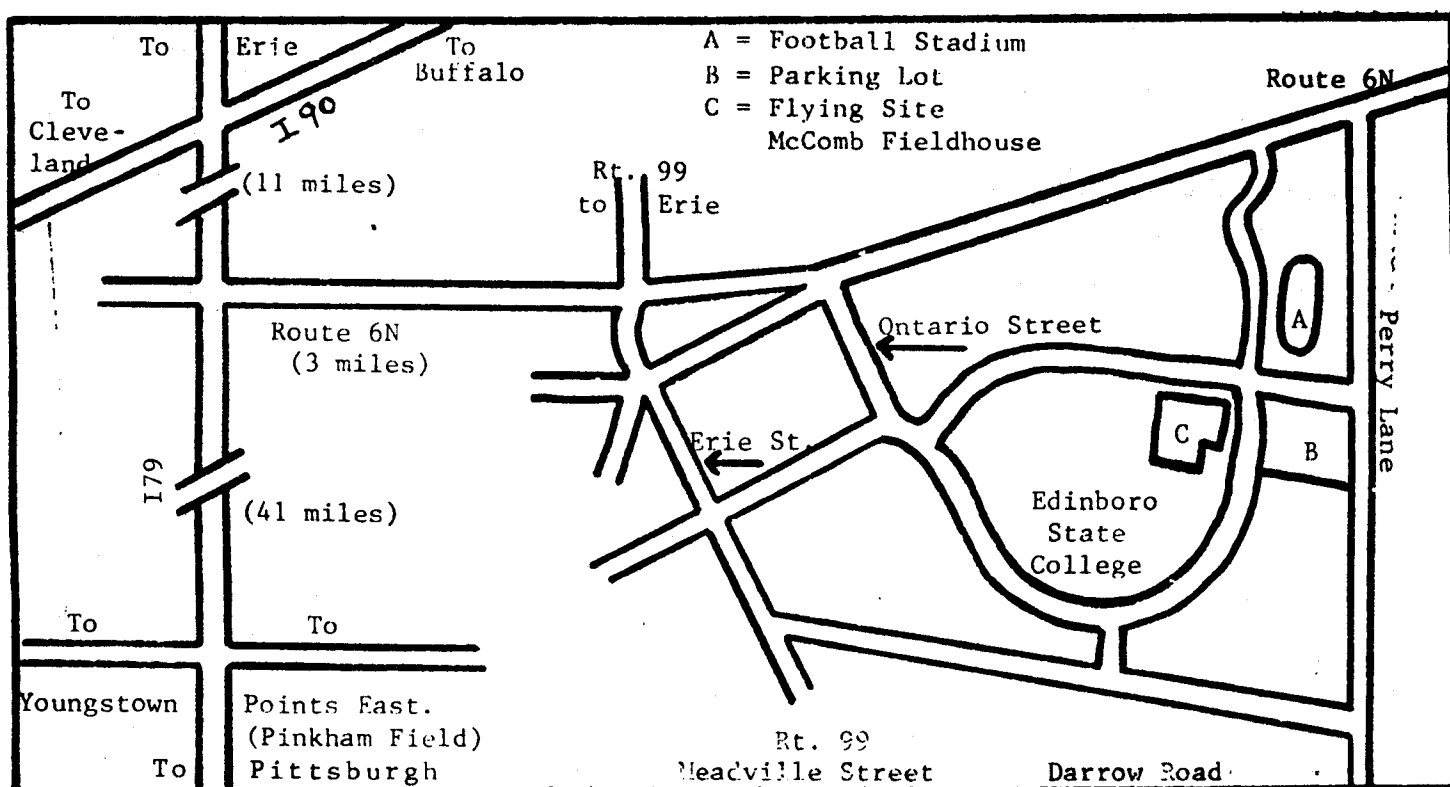 To Erie
To
Buffalo
To
Cleve-
land
I90
(11 miles)
A = Football Stadium
B = Parking Lot
C = Flying Site
McComb Fieldhouse
Route 6N
Rt. 99
to Erie
Route 6N
(3 miles)
Ontario Street
A
Perry Lane
Erie St.
C
B
I79
(41 miles)
Edinboro
State
College
To To
Youngstown
Points East.
(Pinkham Field)
To Pittsburgh
Rt. 99
Meadville Street
Darrow Road